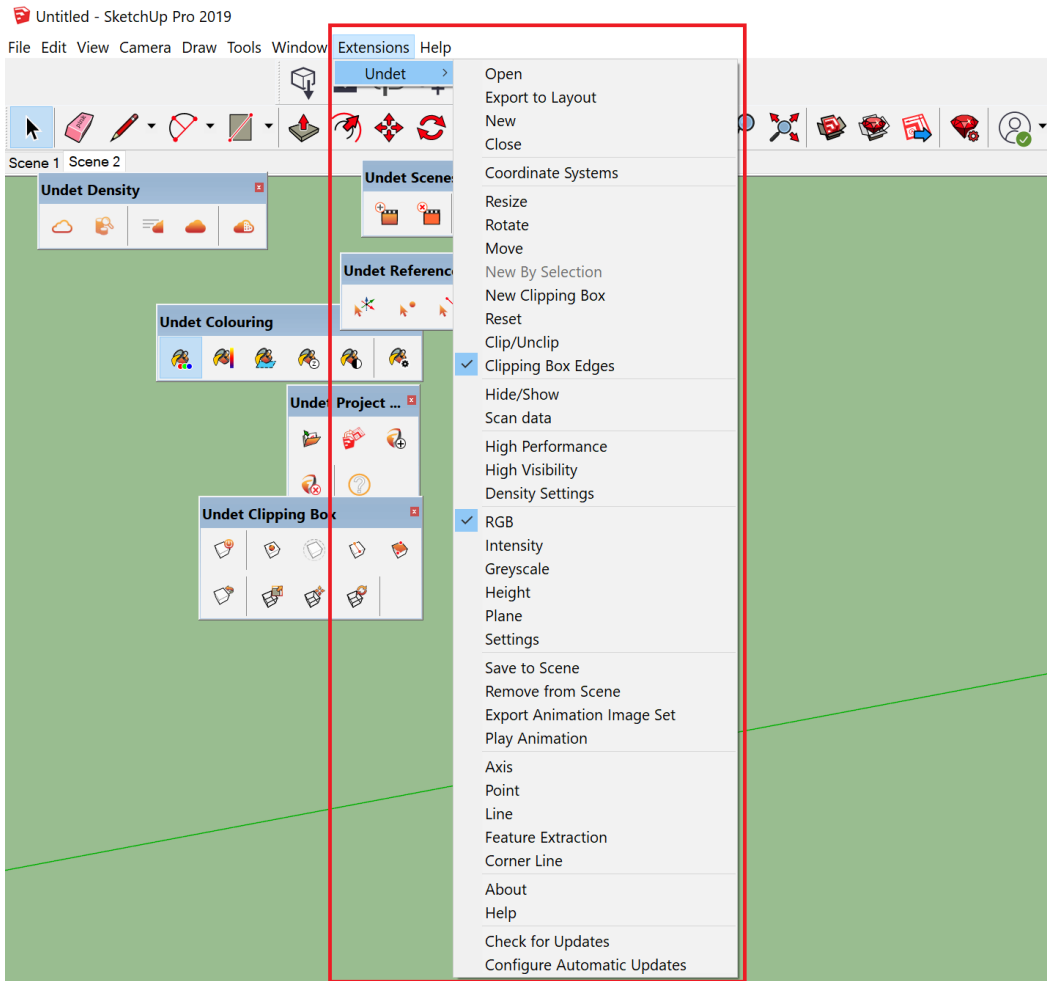 Untitled - SketchUp Pro 2019
File Edit View Camera Draw Tools Window Extensions Help
Undet
Scene 1 Scene 2
Undet Density
Undet Scenes
Undet Reference
Undet Colouring
Undet Project ...
Undet Clipping Box
Open
Export to Layout
New
Close
Coordinate Systems
Resize
Rotate
Move
New By Selection
New Clipping Box
Reset
Clip/Unclip
Clipping Box Edges
Hide/Show
Scan data
High Performance
High Visibility
Density Settings
RGB
Intensity
Greyscale
Height
Plane
Settings
Save to Scene
Remove from Scene
Export Animation Image Set
Play Animation
Axis
Point
Line
Feature Extraction
Corner Line
About
Help
Check for Updates
Configure Automatic Updates